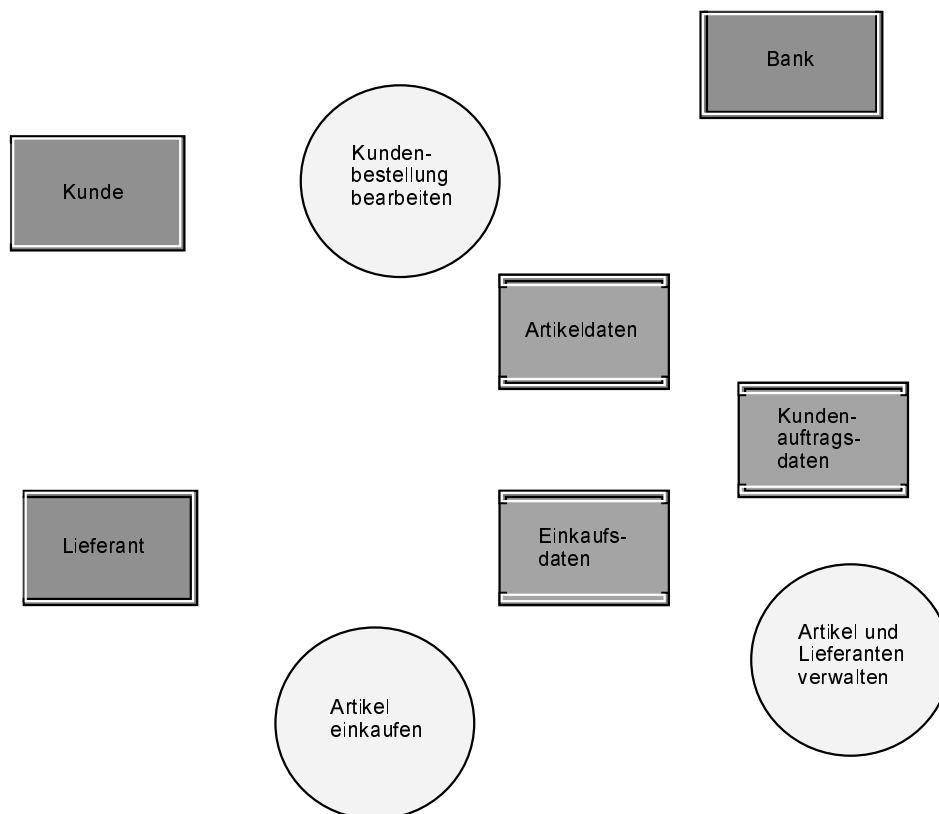 Bank
Kunden-
bestellung
bearbeiten
Kunde
Artikeldaten
Kunden-
auftrags-
daten
Lieferant
Einkaufs-
daten
Artikel und
Lieferanten
verwalten
Artikel
einkaufen